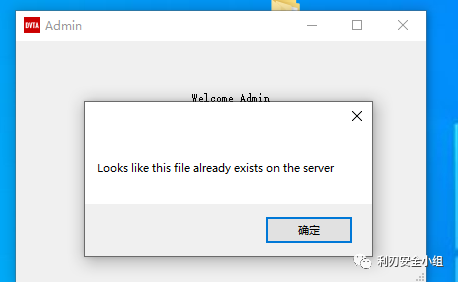 DVTA Admin
Welcome Admin
Looks like this file already exists on the server
确定
利刃安全小组